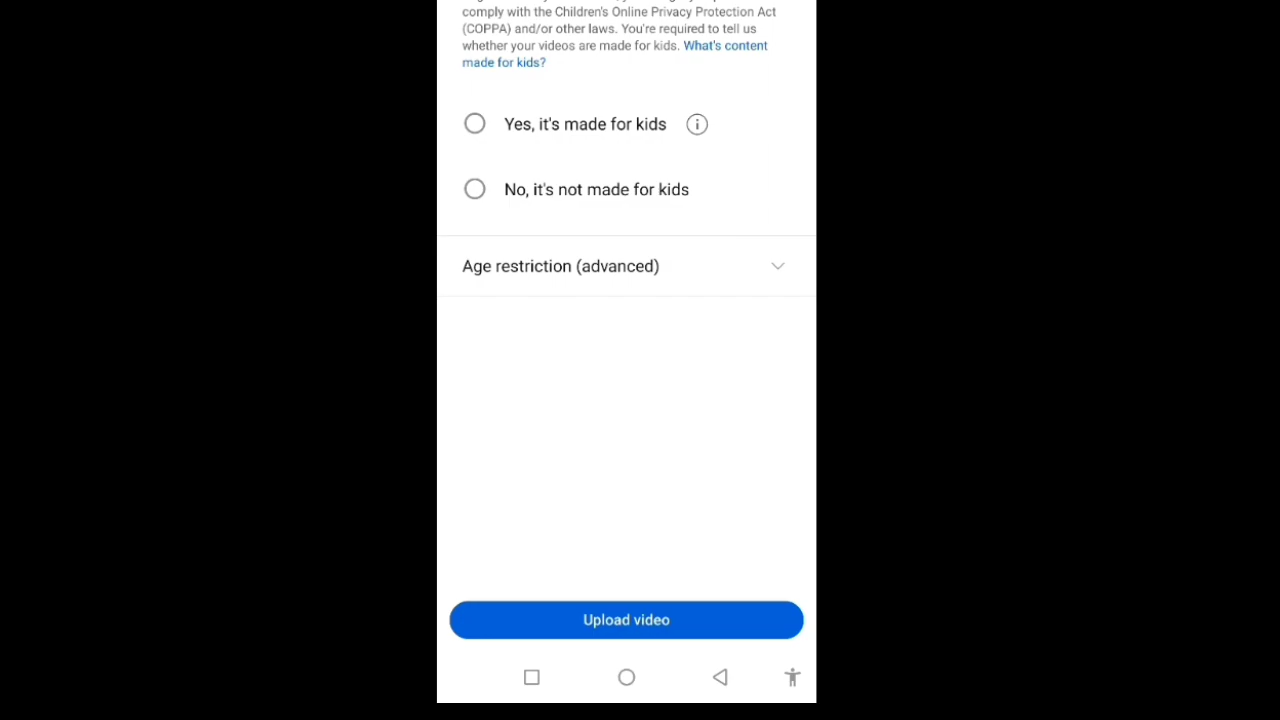 comply with the Children's Online Privacy Protection Act
(COPPA) and/or other laws. You're required to tell us
whether your videos are made for kids. What's content
made for kids?
Yes, it's made for kids
No, it's not made for kids
Age restriction (advanced)
Upload video